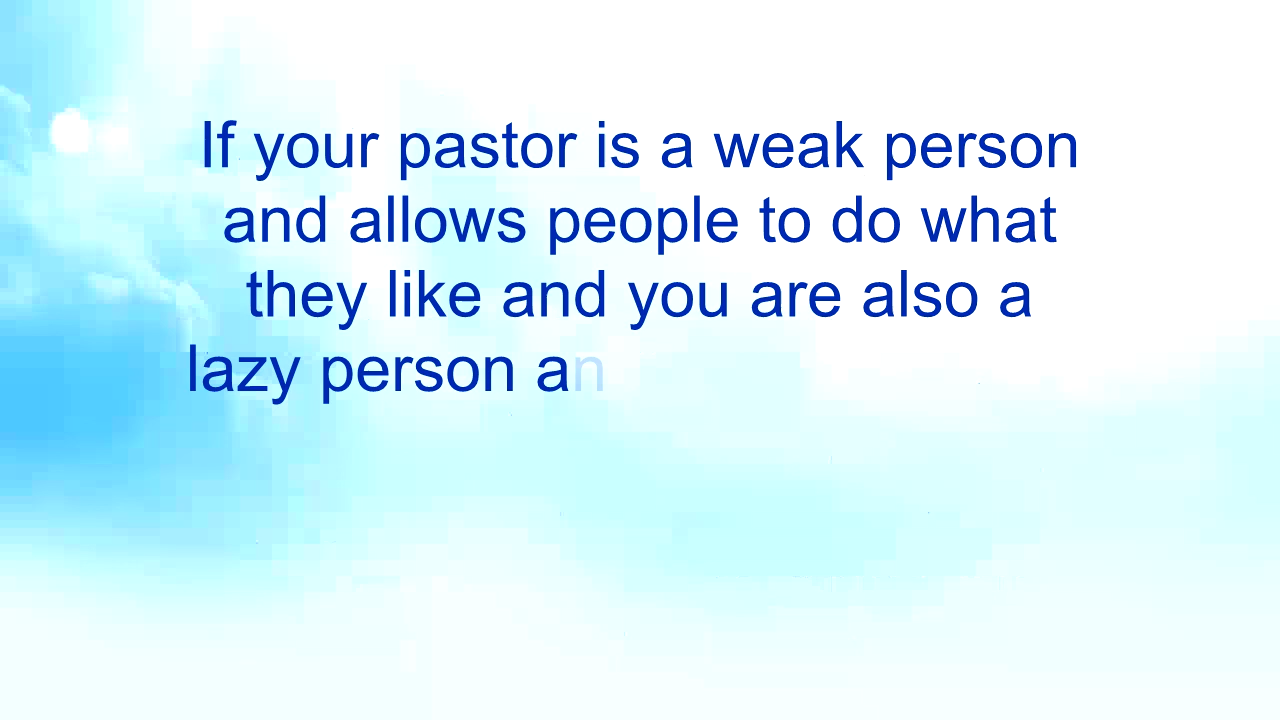 If your pastor is a weak person
and allows people to do what
they like and you are also a
lazy person an